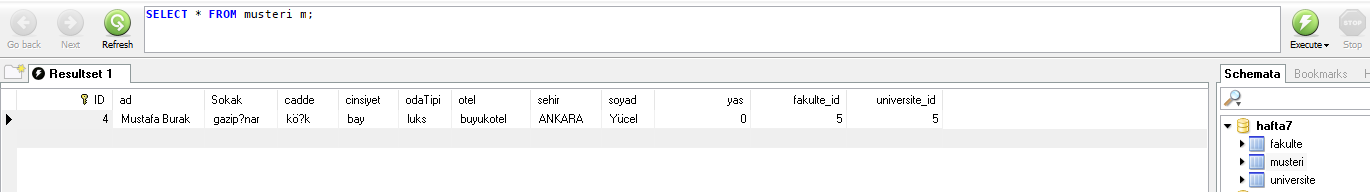 SELECT * FROM musteri m;
Go back Next Refresh Execute STOP Stop
Resultset 1 Schemata Bookmarks H
ID ad Sokak cadde cinsiyet odaTipi otel sehir soyad yas fakulte_id universite_id
4 Mustafa Burak gazip?nar kö?k bay luks buyukotel ANKARA Yücel 0 5 5
hafta7
fakulte
musteri
universite